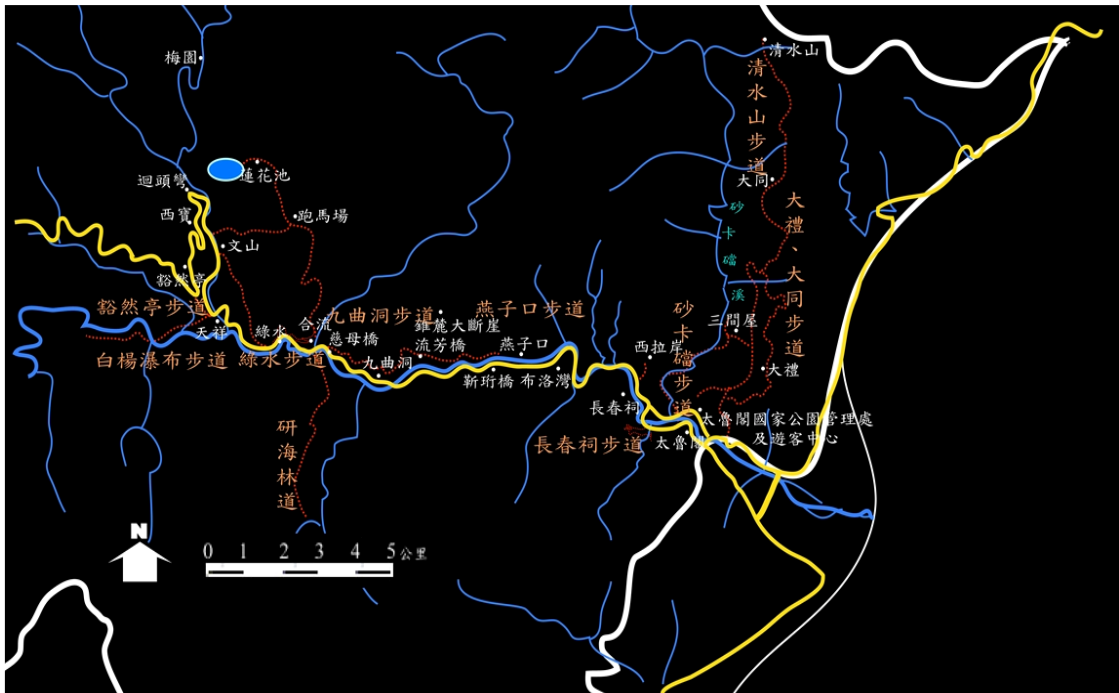 清水山
梅園
清水山步道
迴頭彎
蓮花池
大同
西寶
跑馬場
砂卡礑溪
大禮、大同步道
文山
豁然亭
豁然亭步道
九曲洞步道
燕子口步道
錐麓大斷崖
天祥
綠水
合流
慈母橋
流芳橋
燕子口
三間屋
白楊瀑布步道
綠水步道
九曲洞
靳珩橋
布洛灣
西拉岸
砂卡礑步道
大禮
長春祠
太魯閣國家公園管理處
及遊客中心
太魯閣
長春祠步道
研海林道
N
0 1 2 3 4 5公里